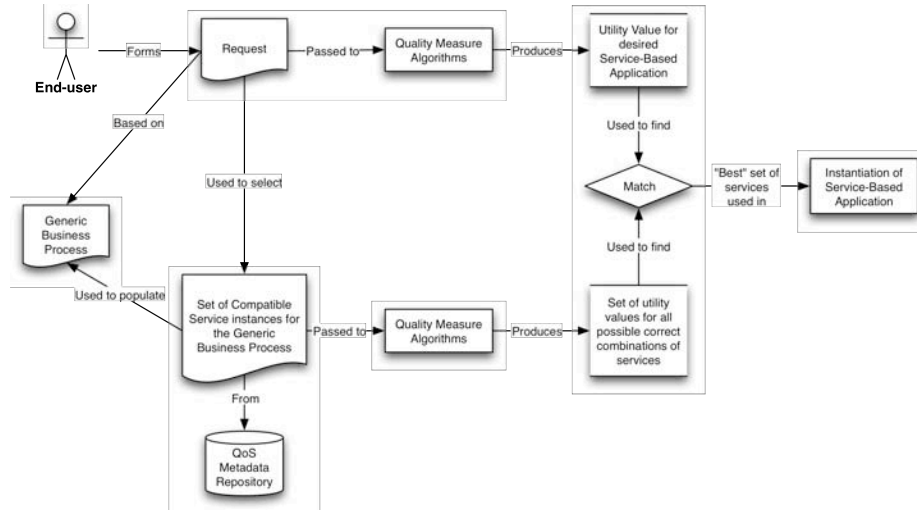 End-user
Forms
Request
Passed to
Quality Measure
Algorithms
Produces
Utility Value for
desired
Service-Based
Application
Based on
Used to select
Used to find
Match
"Best" set of
services
used in
Instantiation of
Service-Based
Application
Generic
Business
Process
Used to populate
Used to find
Set of Compatible
Service instances for
the Generic
Business Process
Passed to
Quality Measure
Algorithms
Produces
Set of utility
values for all
possible correct
combinations of
services
From
QoS
Metadata
Repository